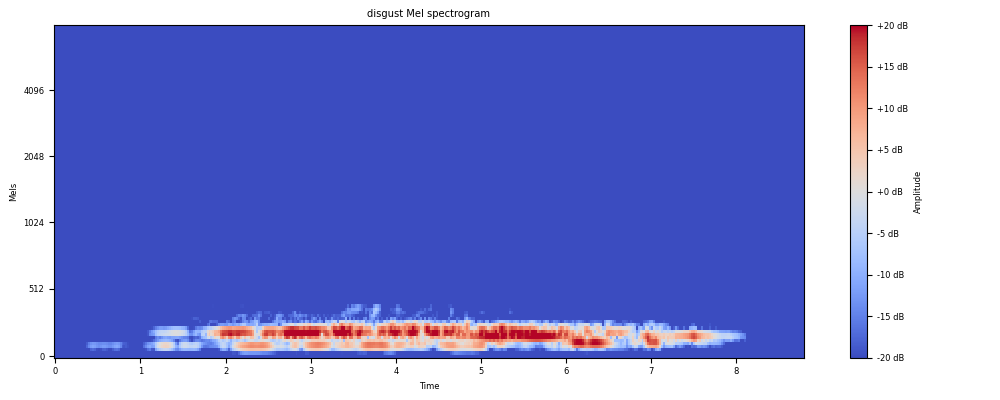 disgust Mel spectrogram
+20 dB
+15 dB
+10 dB
+5 dB
+0 dB
-5 dB
-10 dB
-15 dB
-20 dB
Amplitude
4096
2048
1024
512
0
Mels
0 1 2 3 4 5 6 7 8
Time